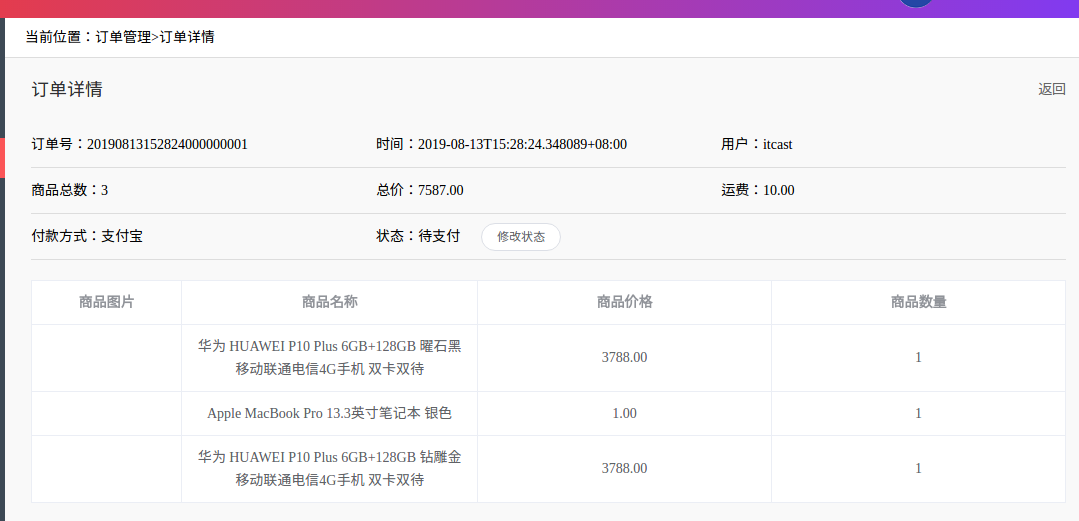 当前位置：订单管理>订单详情
订单详情
返回
订单号：20190813152824000000001
时间：2019-08-13T15:28:24.348089+08:00
用户：itcast
商品总数：3
总价：7587.00
运费：10.00
付款方式：支付宝
状态：待支付
修改状态
商品图片
商品名称
商品价格
商品数量
华为 HUAWEI P10 Plus 6GB+128GB 曜石黑
移动联通电信4G手机 双卡双待
3788.00
1
Apple MacBook Pro 13.3英寸笔记本 银色
1.00
1
华为 HUAWEI P10 Plus 6GB+128GB 钻雕金
移动联通电信4G手机 双卡双待
3788.00
1